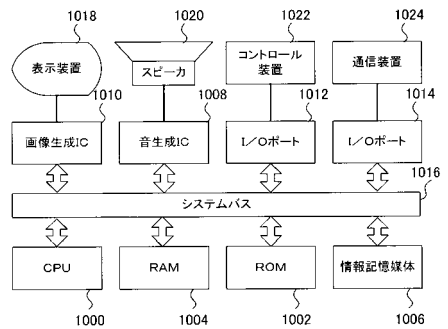 1018
1020
1022
1024
表示装置
スピーカ
コントロール
装置
通信装置
1010
1008
1012
1014
画像生成IC
音生成IC
I/Oポート
I/Oポート
1016
システムバス
CPU
RAM
ROM
情報記憶媒体
1000
1004
1002
1006